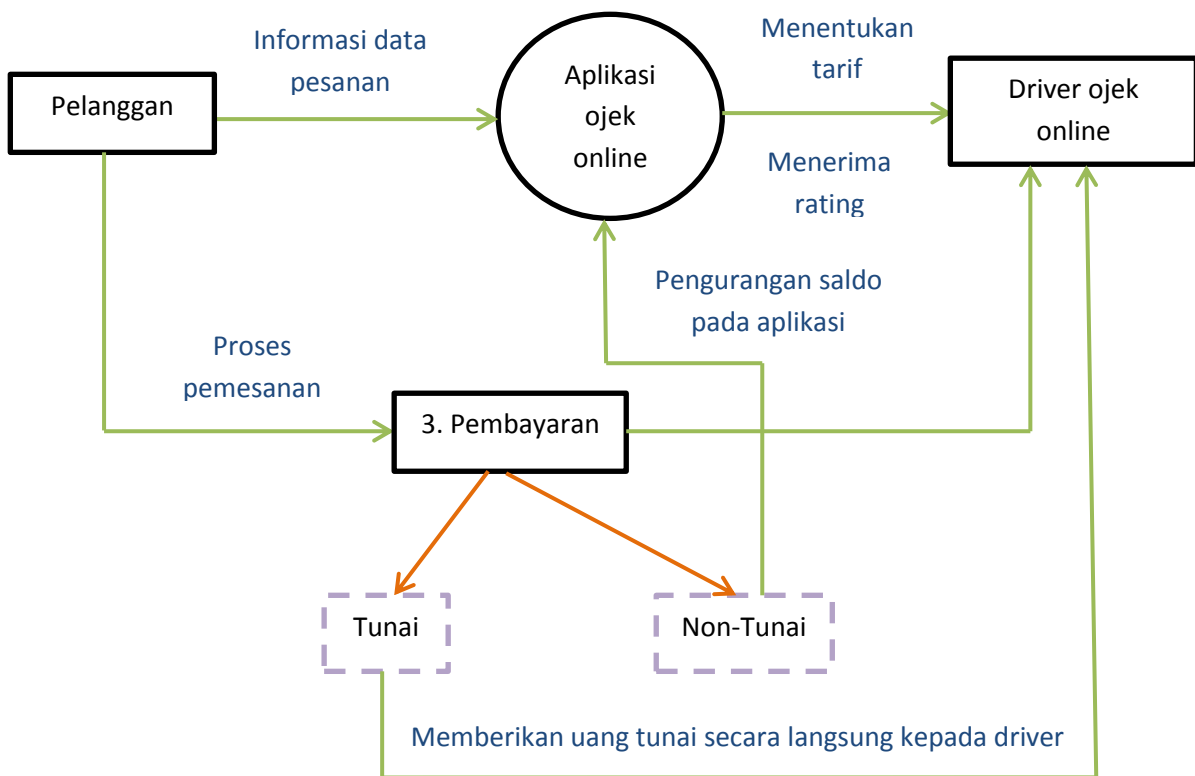 Pelanggan
Informasi data
pesanan
Aplikasi
ojek
online
Menentukan
tarif
Menerima
rating
Driver ojek
online
Pengurangan saldo
pada aplikasi
Proses
pemesanan
3. Pembayaran
Tunai
Non-Tunai
Memberikan uang tunai secara langsung kepada driver